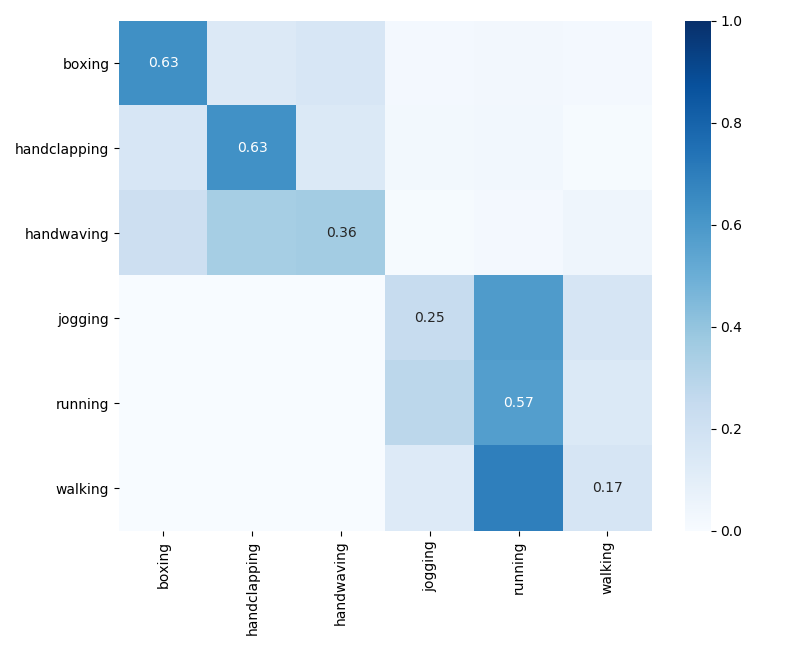 boxing
handclapping
handwaving
jogging
running
walking
0.63
0.63
0.36
0.25
0.57
0.17
boxing
handclapping
handwaving
jogging
running
walking
1.0
0.8
0.6
0.4
0.2
0.0